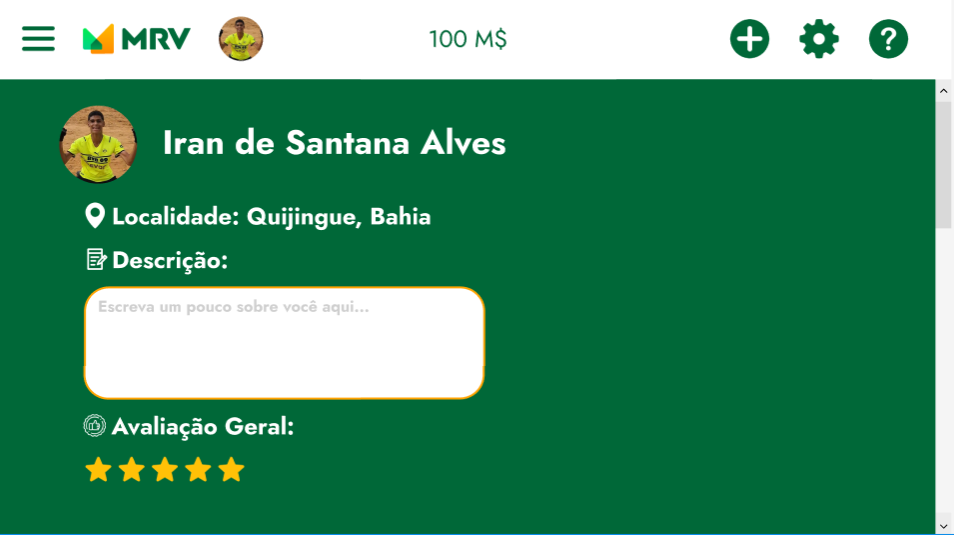 MRV
100 M$
Iran de Santana Alves
Localidade: Quijingue, Bahia
Descrição:
Escreva um pouco sobre você aqui...
Avaliação Geral: